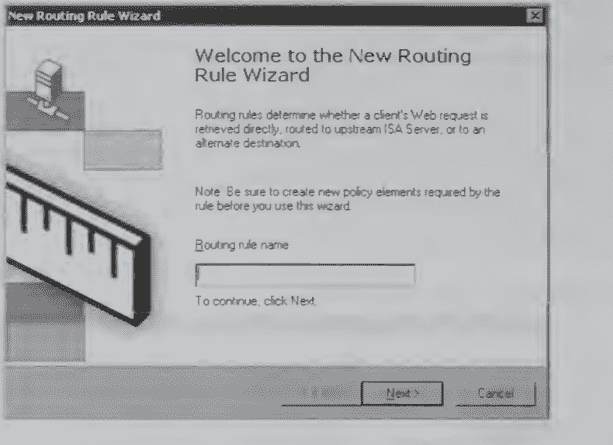 New Routing Rule Wizard
Welcome to the New Routing
Rule Wizard
Routing rules determine whether a client's Web request is
retrieved directly, routed to upstream ISA Server, or to an
alternate destination.
Note: Be sure to create new policy elements required by the
rule before you use this wizard.
Routing rule name
To continue, click Next.
Next >
Cancel